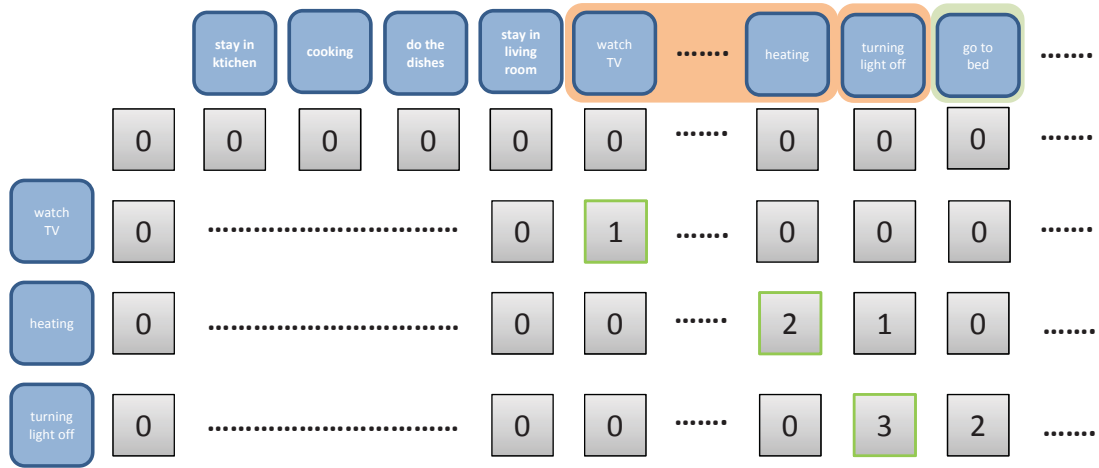 stay in
ktichen
cooking
do the
dishes
stay in
living
room
watch
TV
.......
heating
turning
light off
go to
bed
.......
0 0 0 0 0 0 ....... 0 0 0 .......
watch
TV
0 ................................ 0 1 ....... 0 0 0 .......
heating
0 ................................ 0 0 ....... 2 1 0 .......
turning
light off
0 ................................ 0 0 ....... 0 3 2 .......